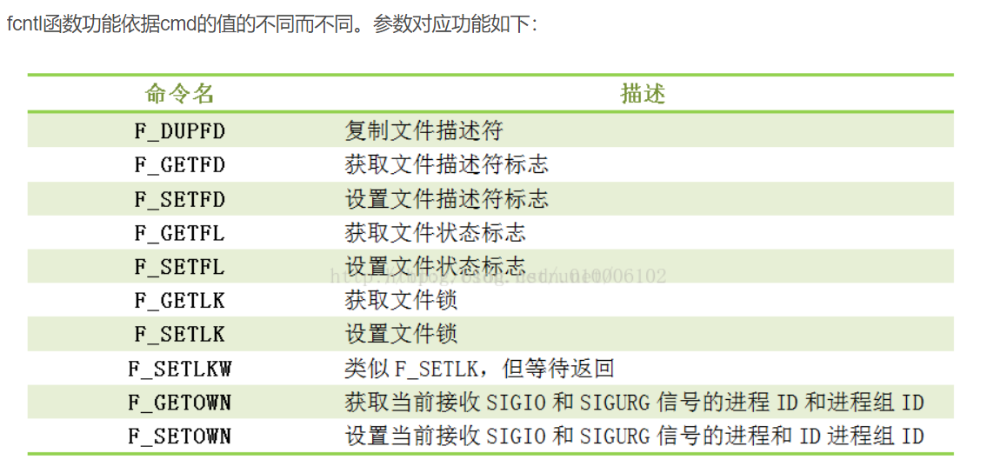 fcntl函数功能依据cmd的值的不同而不同。参数对应功能如下：
命令名 描述
F_DUPFD 复制文件描述符
F_GETFD 获取文件描述符标志
F_SETFD 设置文件描述符标志
F_GETFL 获取文件状态标志
F_SETFL 设置文件状态标志
F_GETLK 获取文件锁
F_SETLK 设置文件锁
F_SETLKW 类似 F_SETLK，但等待返回
F_GETOWN 获取当前接收 SIGIO 和 SIGURG 信号的进程 ID 和进程组 ID
F_SETOWN 设置当前接收 SIGIO 和 SIGURG 信号的进程和 ID 进程组 ID